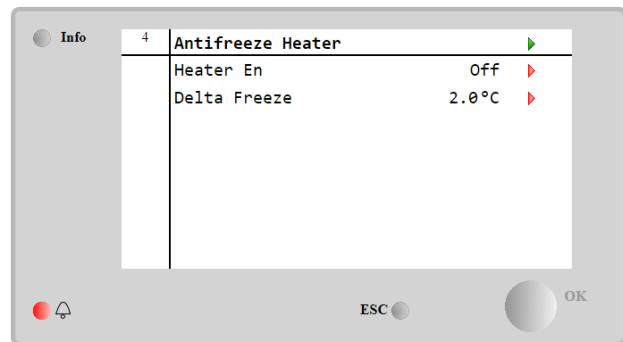 Info
4 Antifreeze Heater
Heater En Off
Delta Freeze 2.0°C
ESC
OK